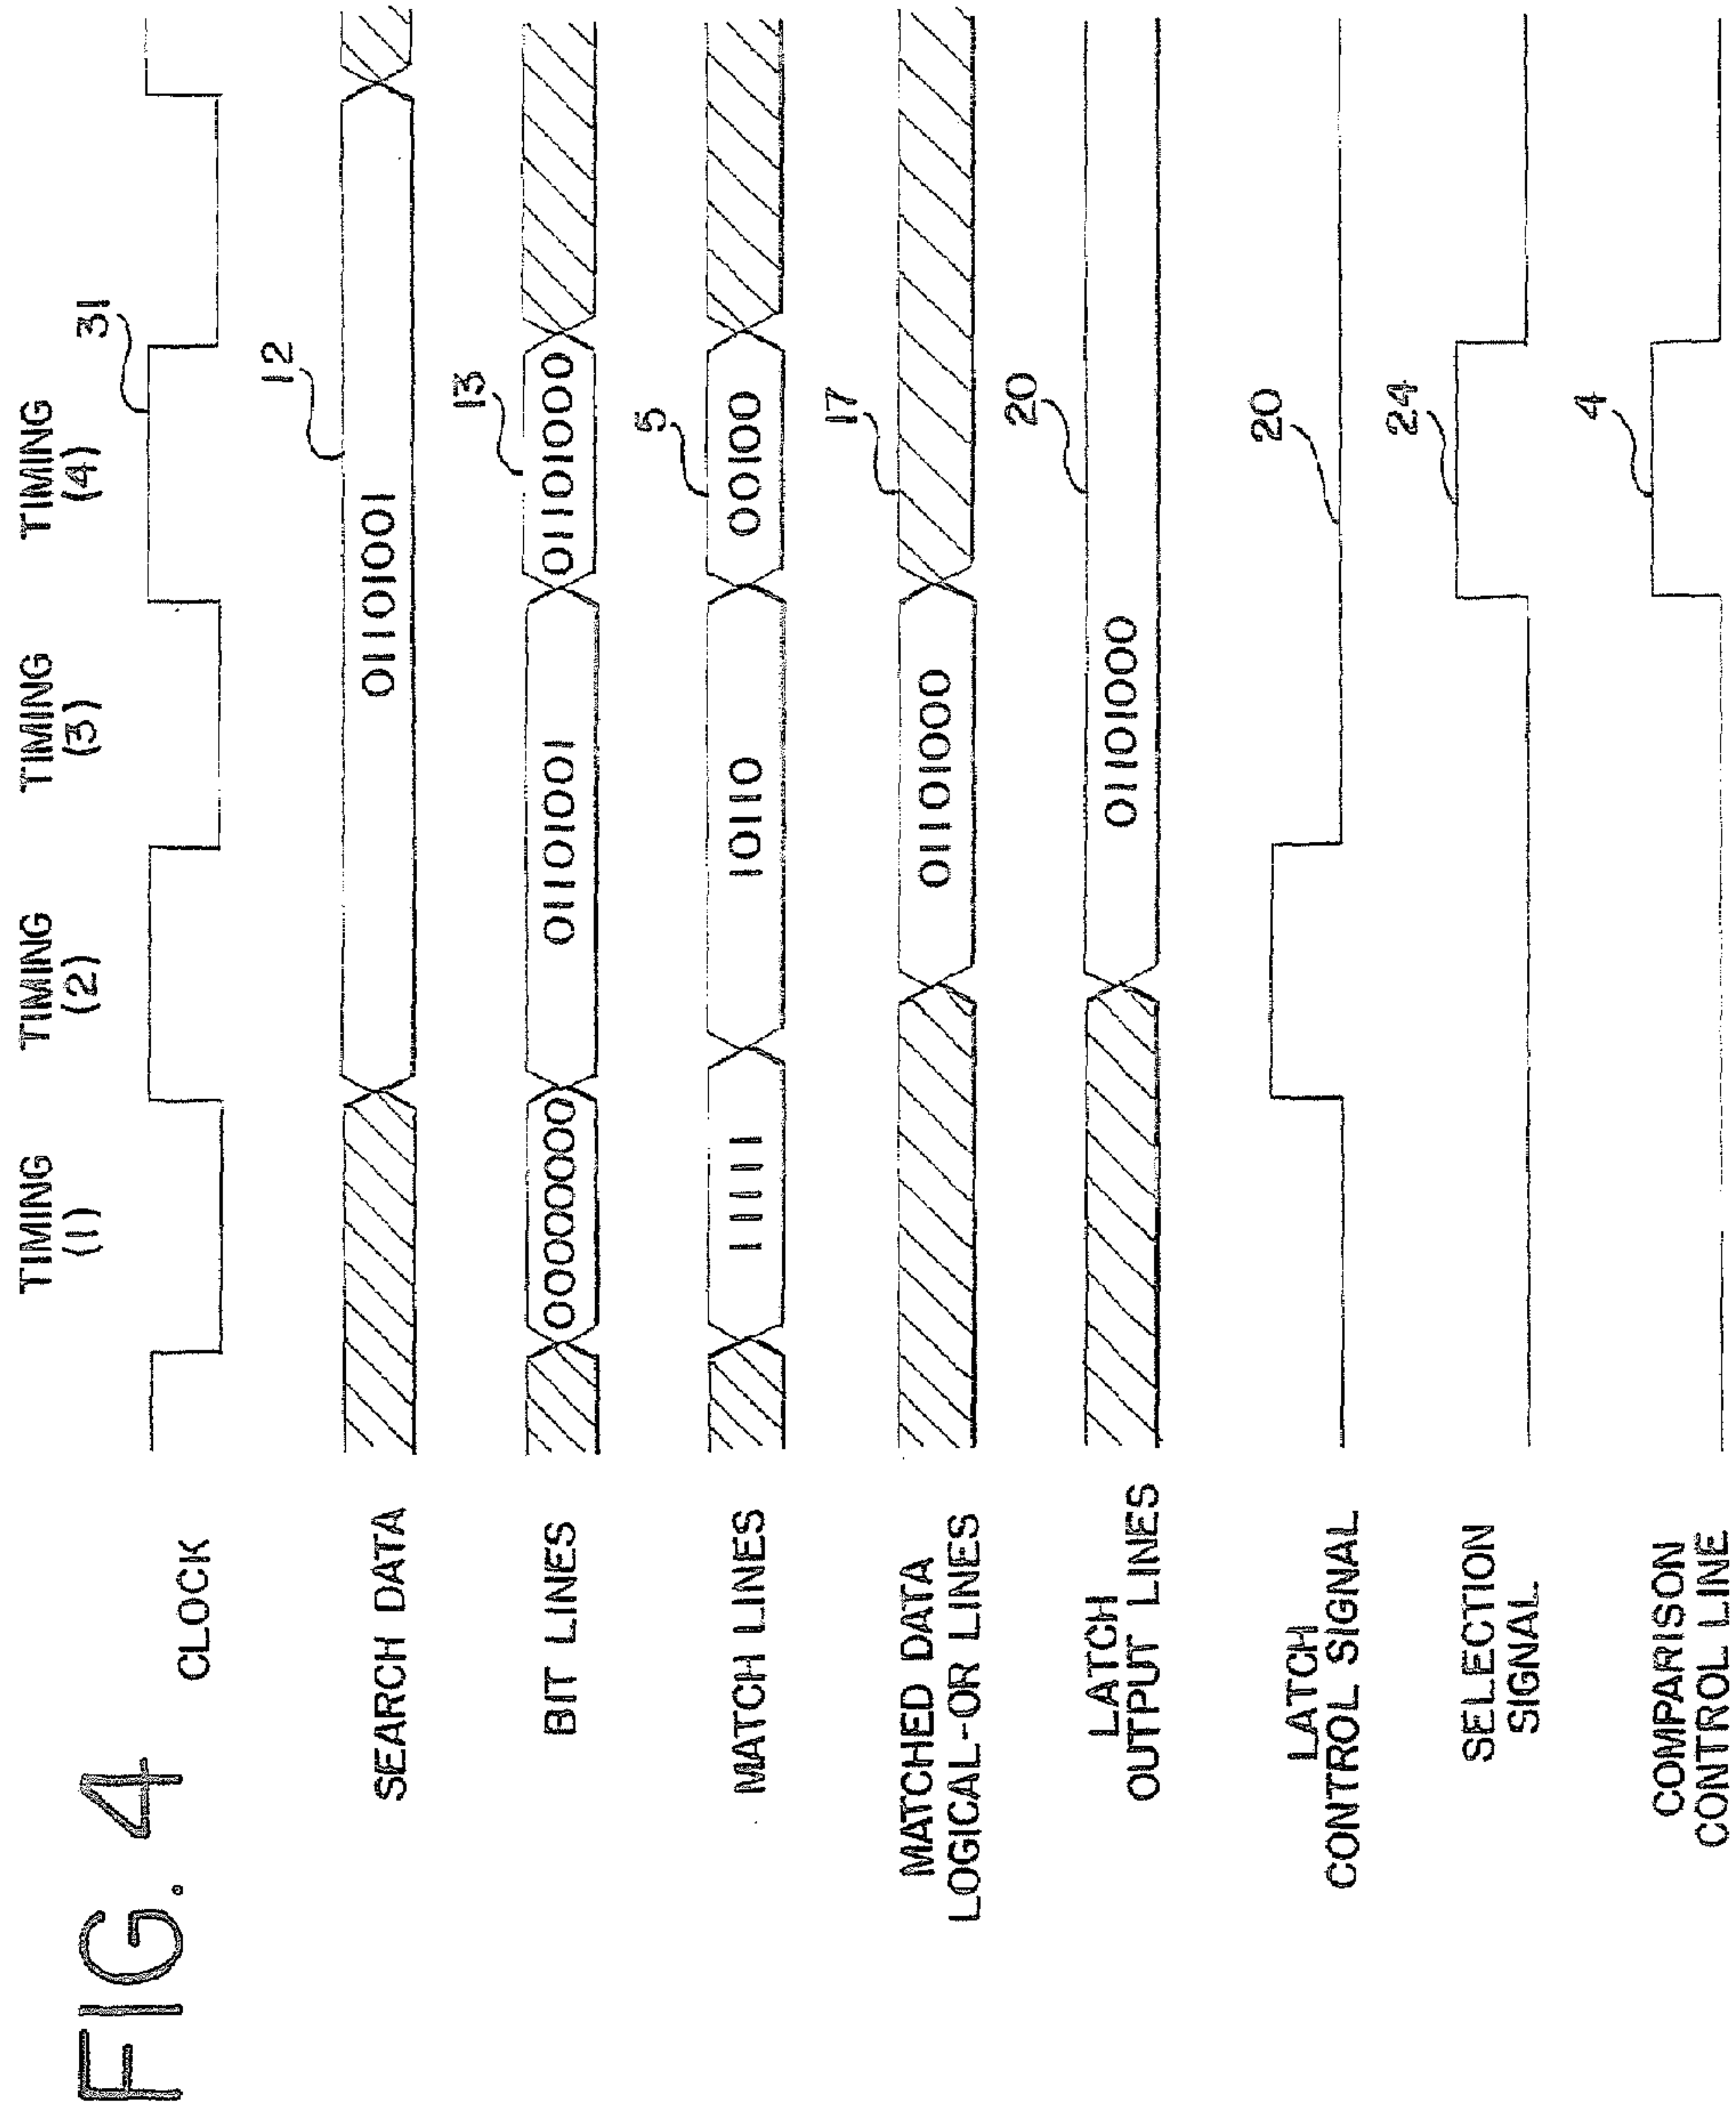 FIG. 4
TIMING
(1)
TIMING
(2)
TIMING
(3)
TIMING
(4)
CLOCK
31
SEARCH DATA
01101001
12
BIT LINES
00000000
01101001
01101000
13
MATCH LINES
11111
10110
00100
5
MATCHED DATA
LOGICAL-OR LINES
01101000
17
LATCH
OUTPUT LINES
01101000
20
LATCH
CONTROL SIGNAL
20
SELECTION
SIGNAL
24
COMPARISON
CONTROL LINE
4